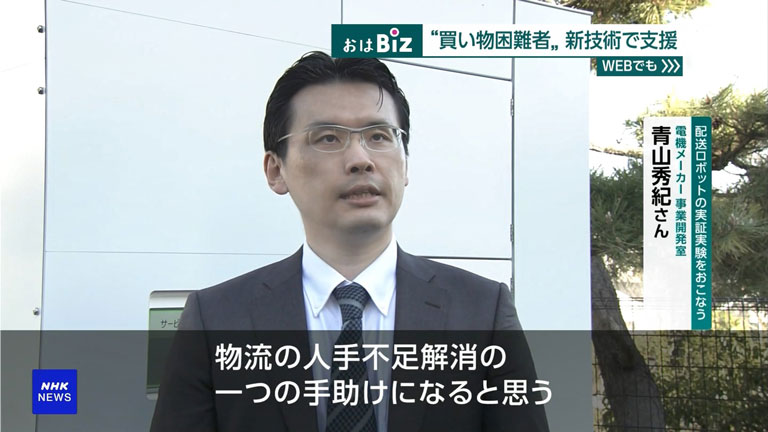 おはBiz
“買い物困難者„ 新技術で支援
WEBでも
配送ロボットの実証実験をおこなう
電機メーカー 事業開発室
青山秀紀さん
サービ
物流の人手不足解消の
一つの手助けになると思う
NHK
NEWS